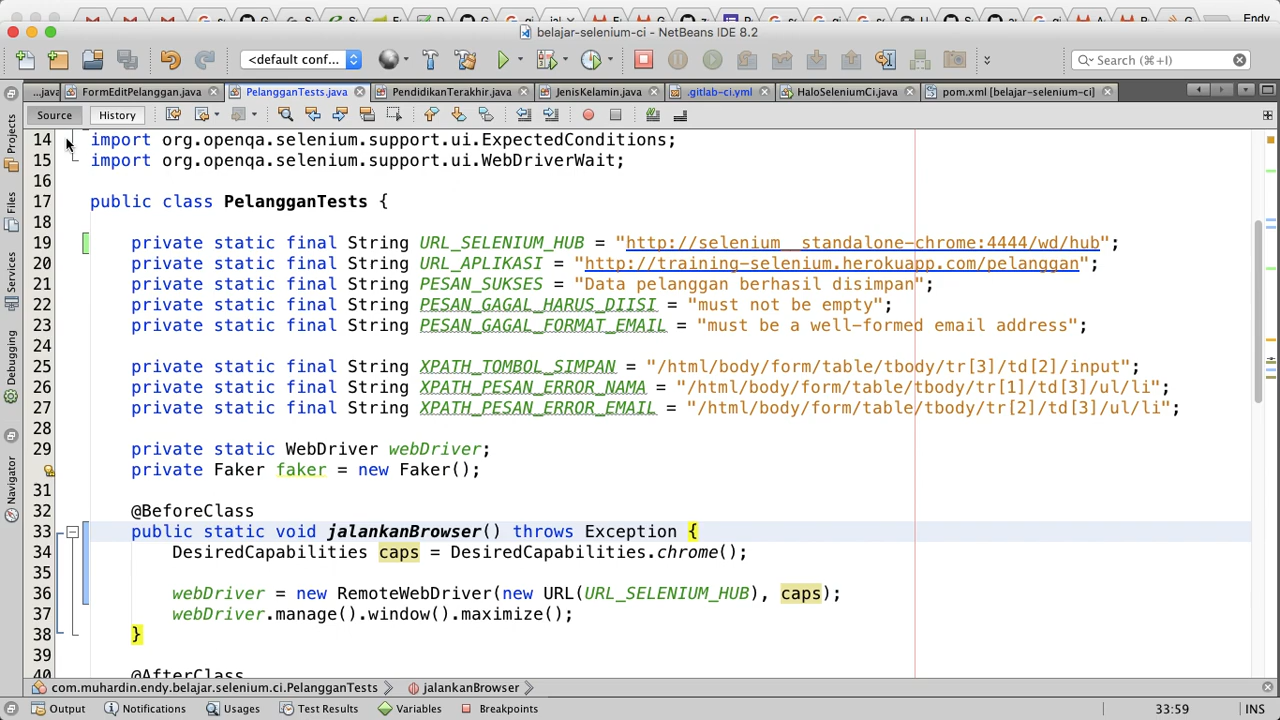 Endy
belajar-selenium-ci - NetBeans IDE 8.2
<default conf...
Search (⌘+I)
...java
FormEditPelanggan.java
PelangganTests.java
PendidikanTerakhir.java
JenisKelamin.java
.gitlab-ci.yml
HaloSeleniumCi.java
pom.xml [belajar-selenium-ci]
Source
History
Projects
Files
Services
Debugging
Navigator
14 import org.openqa.selenium.support.ui.ExpectedConditions;
15 import org.openqa.selenium.support.ui.WebDriverWait;
16
17 public class PelangganTests {
18
19 private static final String URL_SELENIUM_HUB = "http://selenium__standalone-chrome:4444/wd/hub";
20 private static final String URL_APLIKASI = "http://training-selenium.herokuapp.com/pelanggan";
21 private static final String PESAN_SUKSES = "Data pelanggan berhasil disimpan";
22 private static final String PESAN_GAGAL_HARUS_DIISI = "must not be empty";
23 private static final String PESAN_GAGAL_FORMAT_EMAIL = "must be a well-formed email address";
24
25 private static final String XPATH_TOMBOL_SIMPAN = "/html/body/form/table/tbody/tr[3]/td[2]/input";
26 private static final String XPATH_PESAN_ERROR_NAMA = "/html/body/form/table/tbody/tr[1]/td[3]/ul/li";
27 private static final String XPATH_PESAN_ERROR_EMAIL = "/html/body/form/table/tbody/tr[2]/td[3]/ul/li";
28
29 private static WebDriver webDriver;
private Faker faker = new Faker();
31
32 @BeforeClass
33 public static void jalankanBrowser() throws Exception {
34 DesiredCapabilities caps = DesiredCapabilities.chrome();
35
36 webDriver = new RemoteWebDriver(new URL(URL_SELENIUM_HUB), caps);
37 webDriver.manage().window().maximize();
38 }
39
40 @AfterClass
com.muhardin.endy.belajar.selenium.ci.PelangganTests
jalankanBrowser
Output
Notifications
Usages
Test Results
Variables
Breakpoints
33:59
INS